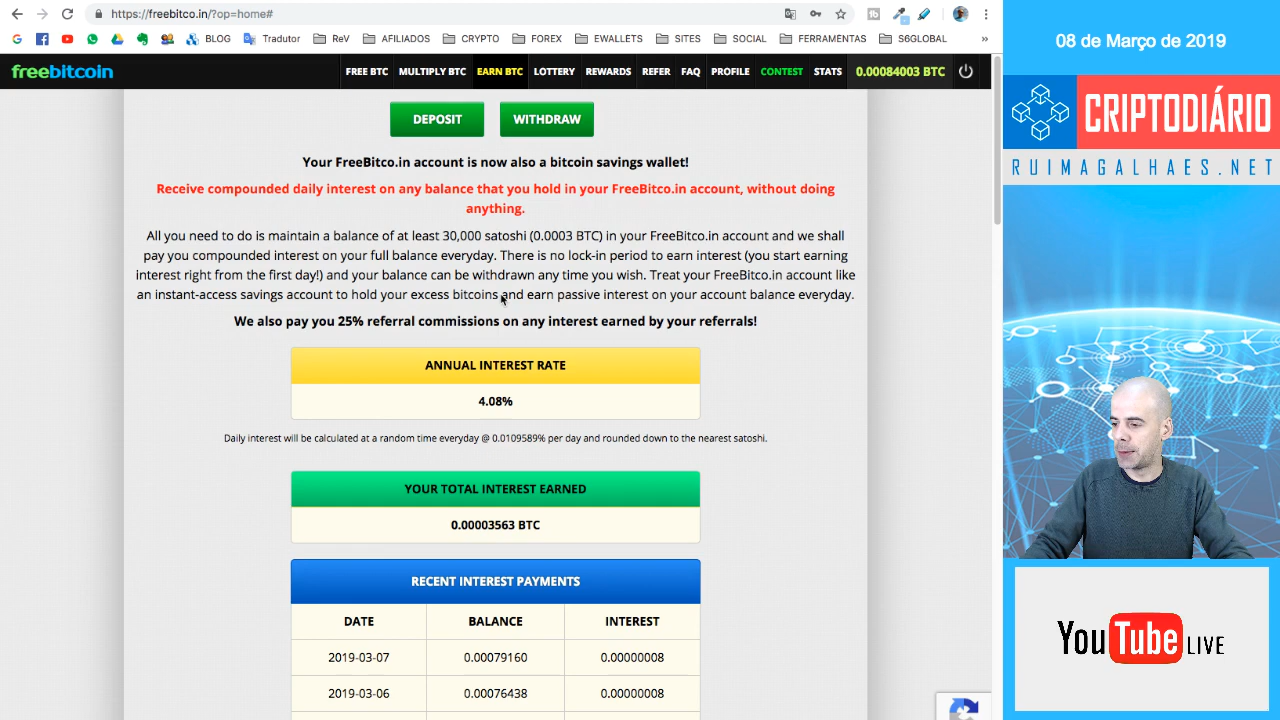 https://freebitco.in/?op=home#
BLOG Tradutor ReV AFILIADOS CRYPTO FOREX EWALLETS SITES SOCIAL FERRAMENTAS S6GLOBAL »
freebitcoin FREE BTC MULTIPLY BTC EARN BTC LOTTERY REWARDS REFER FAQ PROFILE CONTEST STATS 0.00084003 BTC
DEPOSIT WITHDRAW
Your FreeBitco.in account is now also a bitcoin savings wallet!
Receive compounded daily interest on any balance that you hold in your FreeBitco.in account, without doing
anything.
All you need to do is maintain a balance of at least 30,000 satoshi (0.0003 BTC) in your FreeBitco.in account and we shall
pay you compounded interest on your full balance everyday. There is no lock-in period to earn interest (you start earning
interest right from the first day!) and your balance can be withdrawn any time you wish. Treat your FreeBitco.in account like
an instant-access savings account to hold your excess bitcoins and earn passive interest on your account balance everyday.
We also pay you 25% referral commissions on any interest earned by your referrals!
ANNUAL INTEREST RATE
4.08%
Daily interest will be calculated at a random time everyday @ 0.0109589% per day and rounded down to the nearest satoshi.
YOUR TOTAL INTEREST EARNED
0.00003563 BTC
RECENT INTEREST PAYMENTS
DATE BALANCE INTEREST
2019-03-07 0.00079160 0.00000008
2019-03-06 0.00076438 0.00000008
08 de Março de 2019
CRIPTODIÁRIO
RUIMAGALHAES.NET
YouTube LIVE